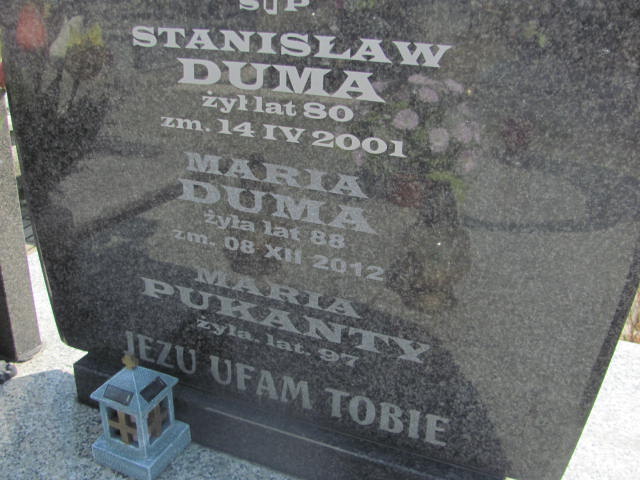 ŚP
STANISŁAW
DUMA
żył lat 80
zm. 14 IV 2001
MARIA
DUMA
żyła lat 88
zm. 08 XII 2012
MARIA
PUKANTY
żyła. lat. 97
JEZU UFAM TOBIE